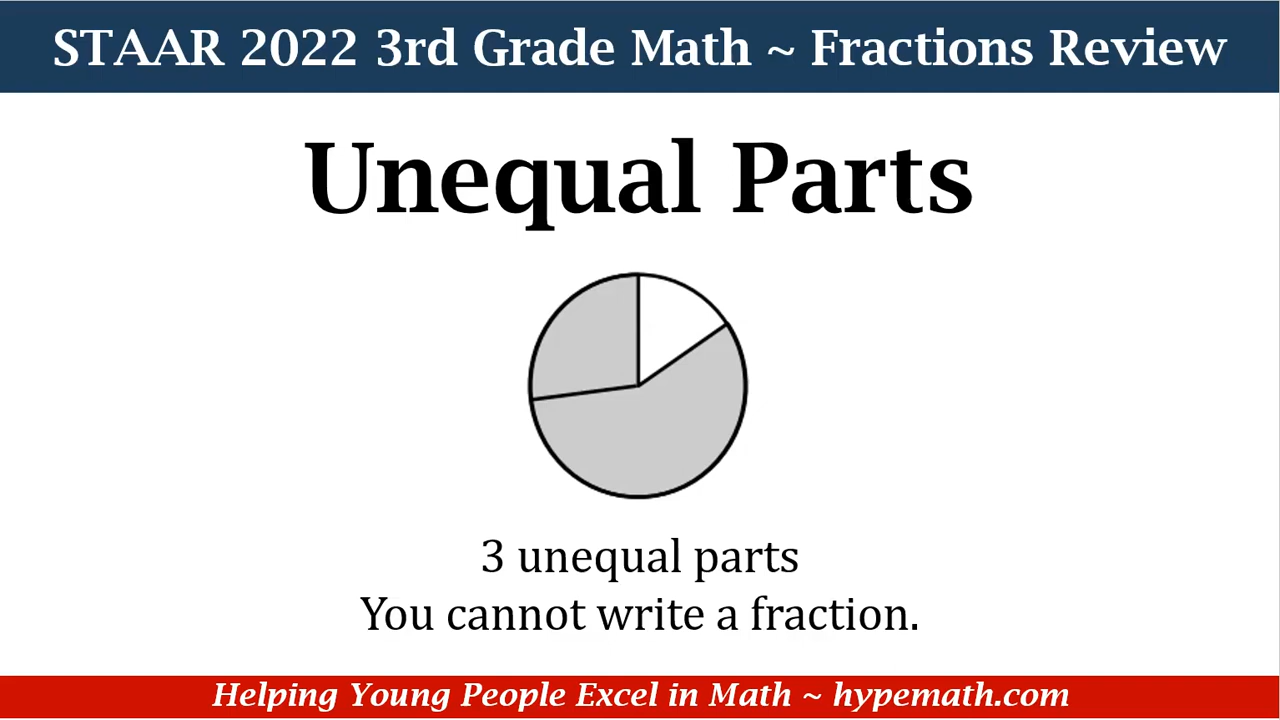 STAAR 2022 3rd Grade Math ~ Fractions Review
Unequal Parts
3 unequal parts
You cannot write a fraction.
Helping Young People Excel in Math ~ hypemath.com